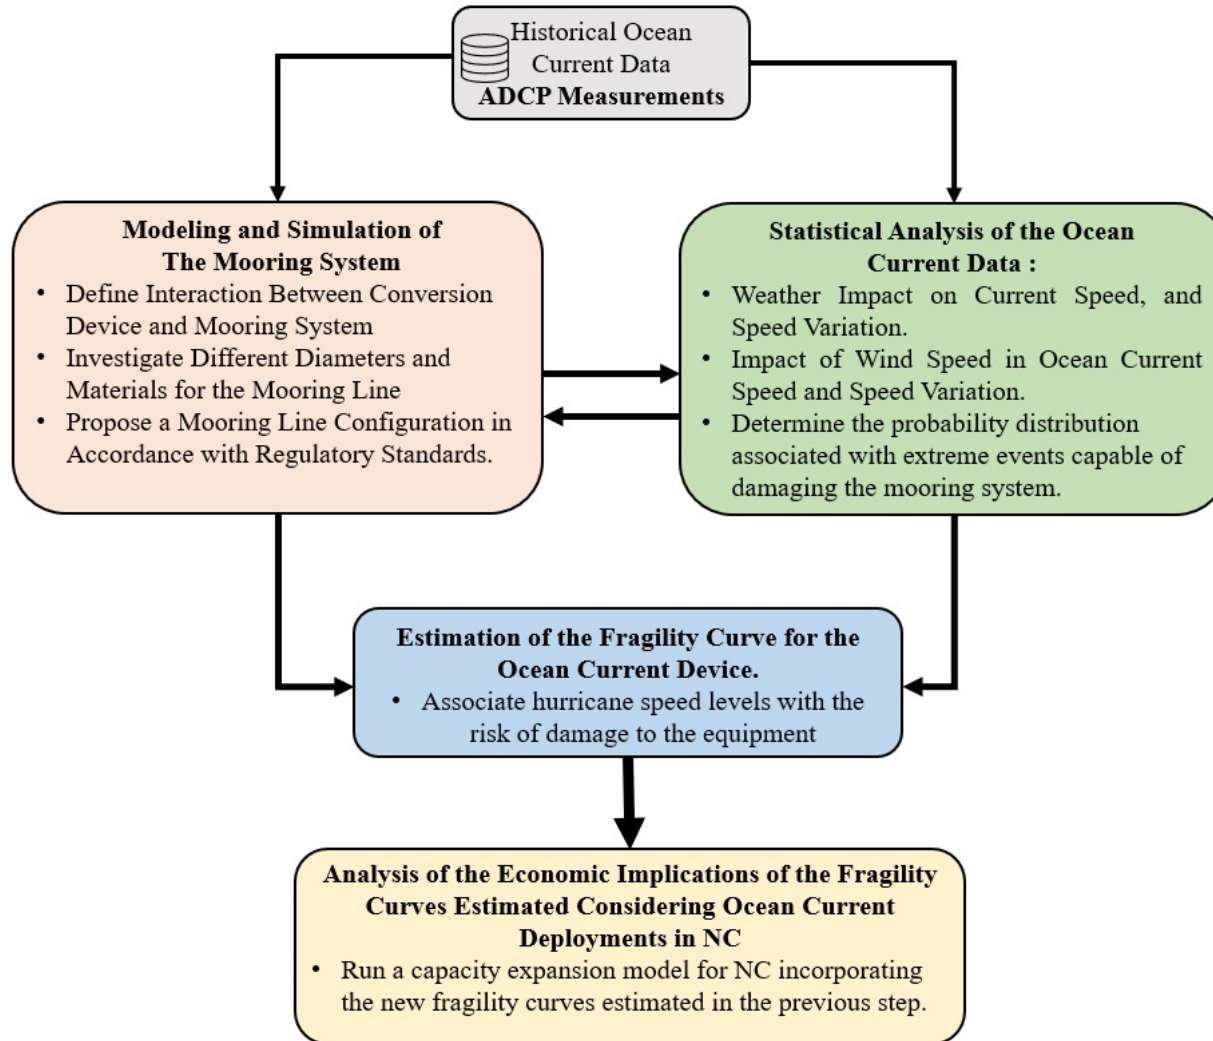 Historical Ocean
Current Data
ADCP Measurements
Modeling and Simulation of
The Mooring System
• Define Interaction Between Conversion
Device and Mooring System
• Investigate Different Diameters and
Materials for the Mooring Line
• Propose a Mooring Line Configuration in
Accordance with Regulatory Standards.
Statistical Analysis of the Ocean
Current Data :
• Weather Impact on Current Speed, and
Speed Variation.
• Impact of Wind Speed in Ocean Current
Speed and Speed Variation.
• Determine the probability distribution
associated with extreme events capable of
damaging the mooring system.
Estimation of the Fragility Curve for the
Ocean Current Device.
• Associate hurricane speed levels with the
risk of damage to the equipment
Analysis of the Economic Implications of the Fragility
Curves Estimated Considering Ocean Current
Deployments in NC
• Run a capacity expansion model for NC incorporating
the new fragility curves estimated in the previous step.